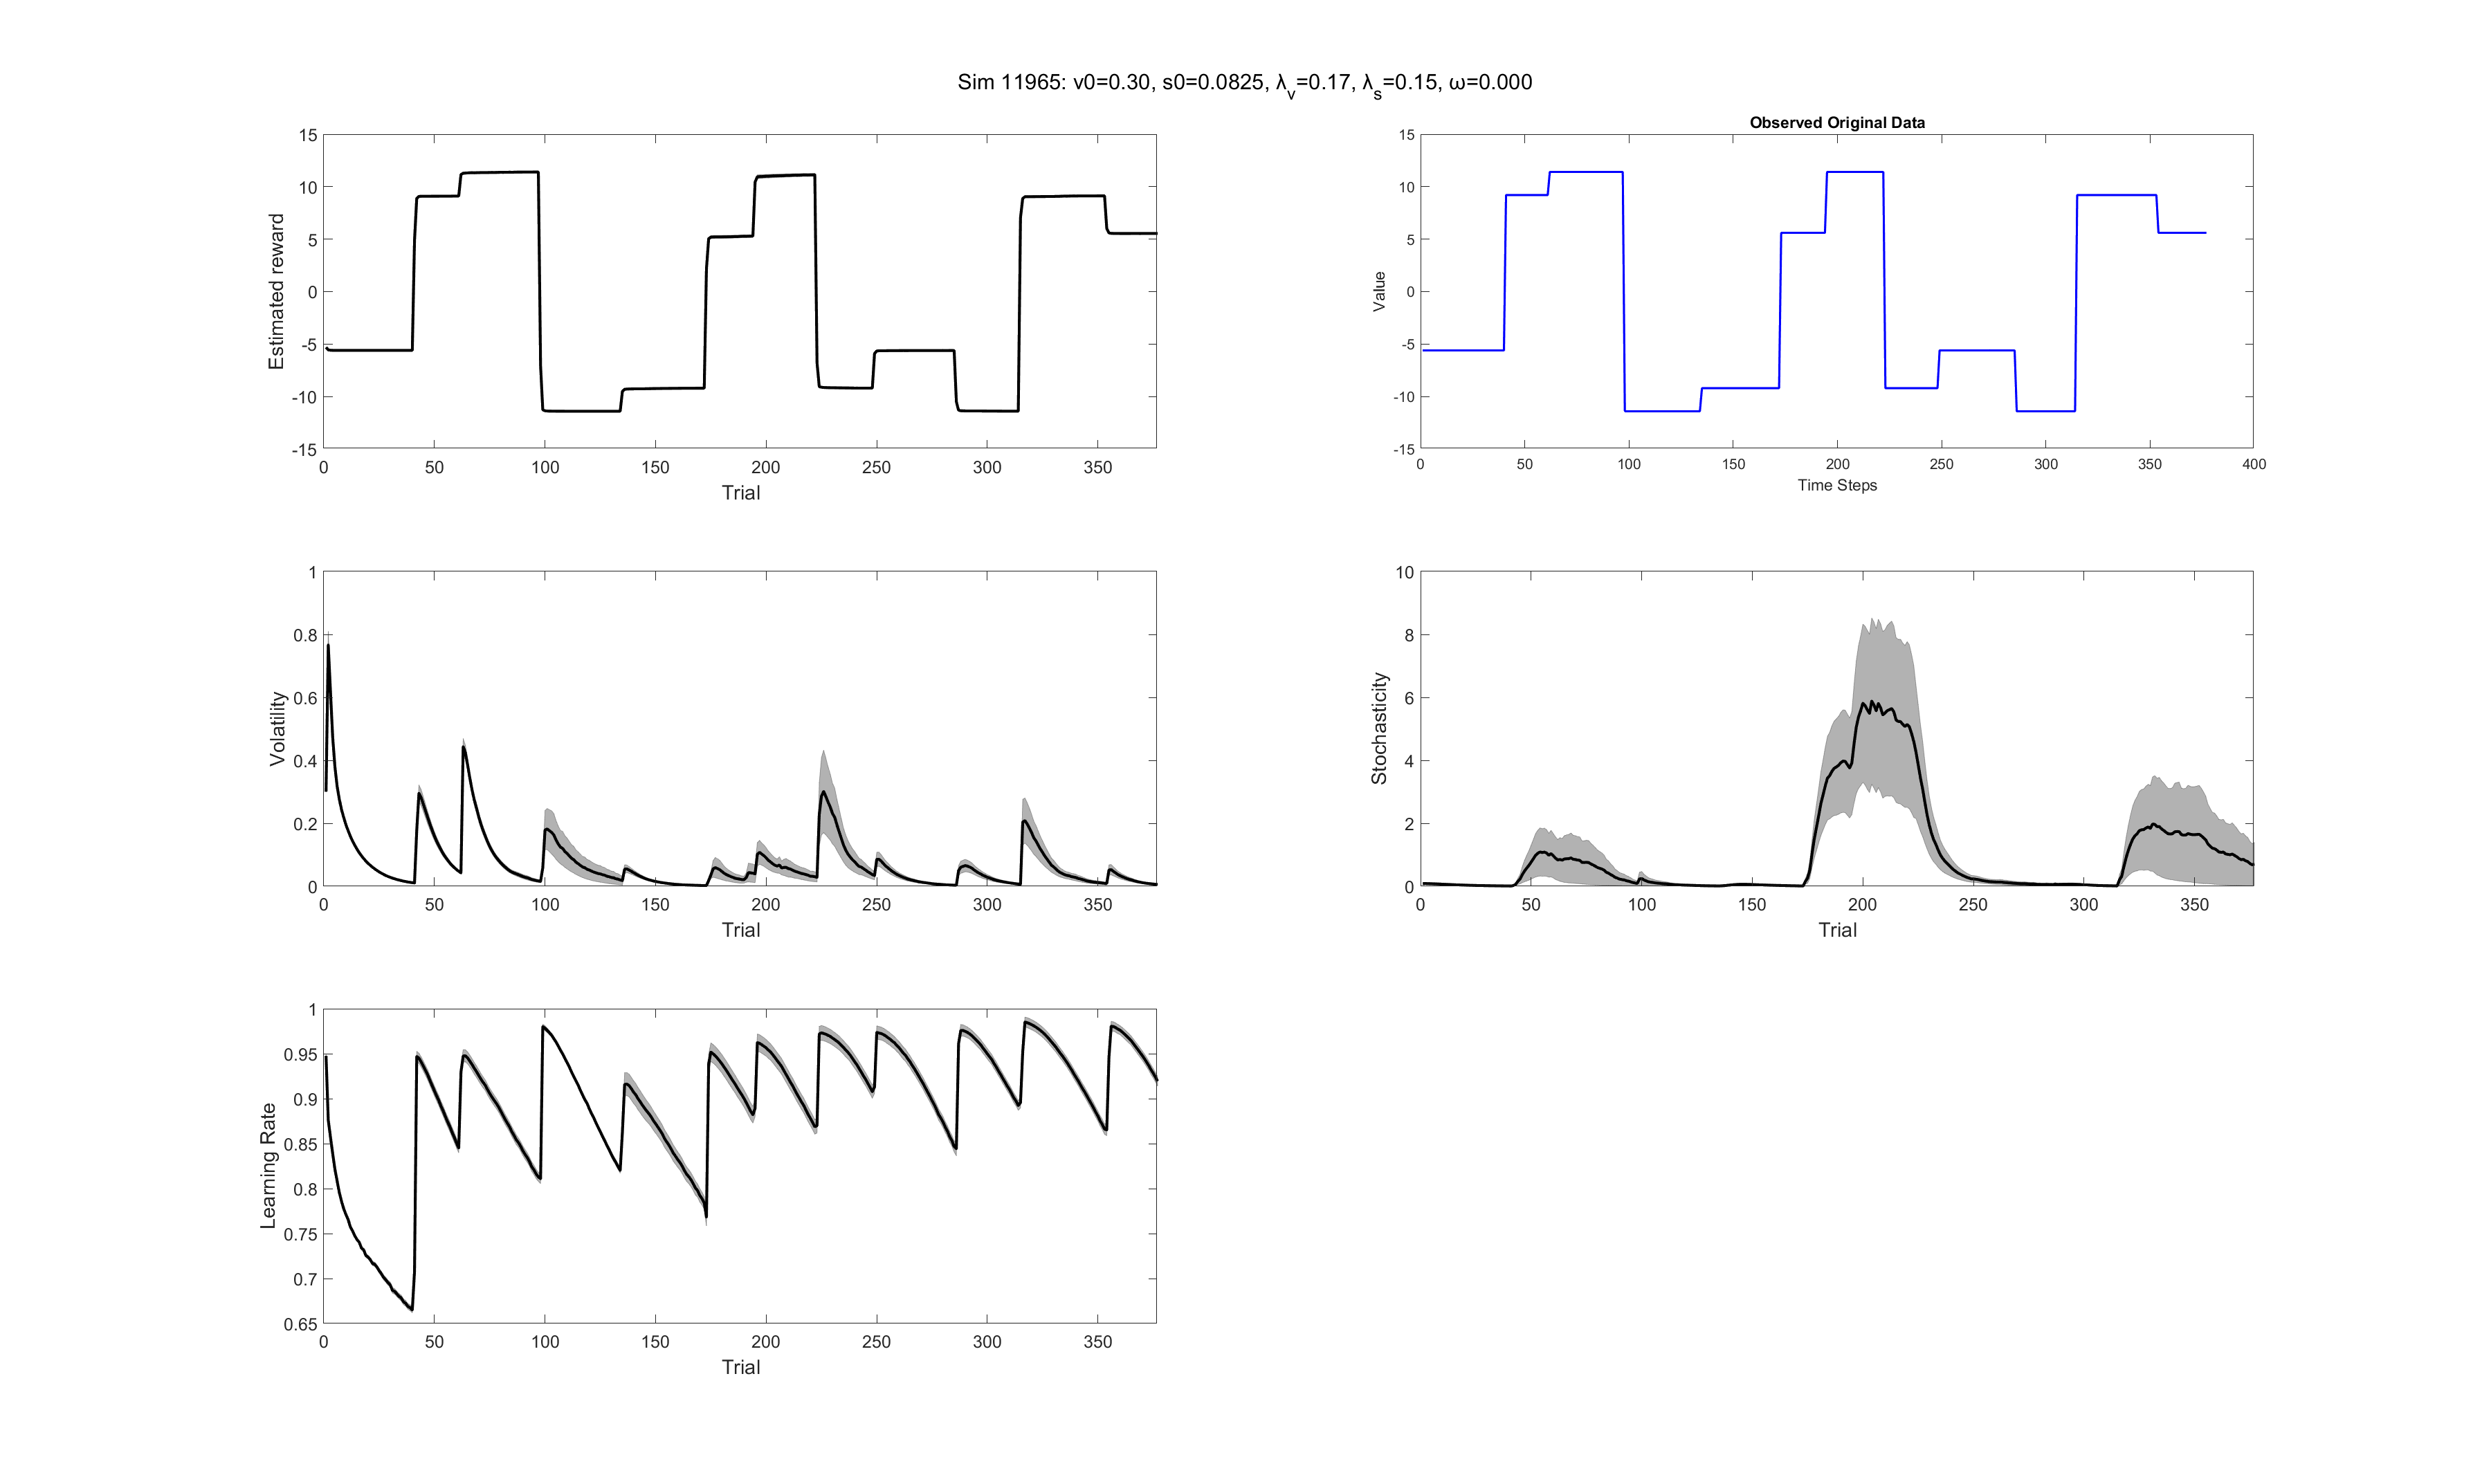 Sim 11965: v0=0.30, s0=0.0825, λv=0.17, λs=0.15, ω=0.000
Estimated reward
15
10
5
0
-5
-10
-15
0 50 100 150 200 250 300 350
Trial
Observed Original Data
Value
15
10
5
0
-5
-10
-15
0 50 100 150 200 250 300 350 400
Time Steps
Volatility
1
0.8
0.6
0.4
0.2
0
0 50 100 150 200 250 300 350
Trial
Stochasticity
10
8
6
4
2
0
0 50 100 150 200 250 300 350
Trial
Learning Rate
1
0.95
0.9
0.85
0.8
0.75
0.7
0.65
0 50 100 150 200 250 300 350
Trial